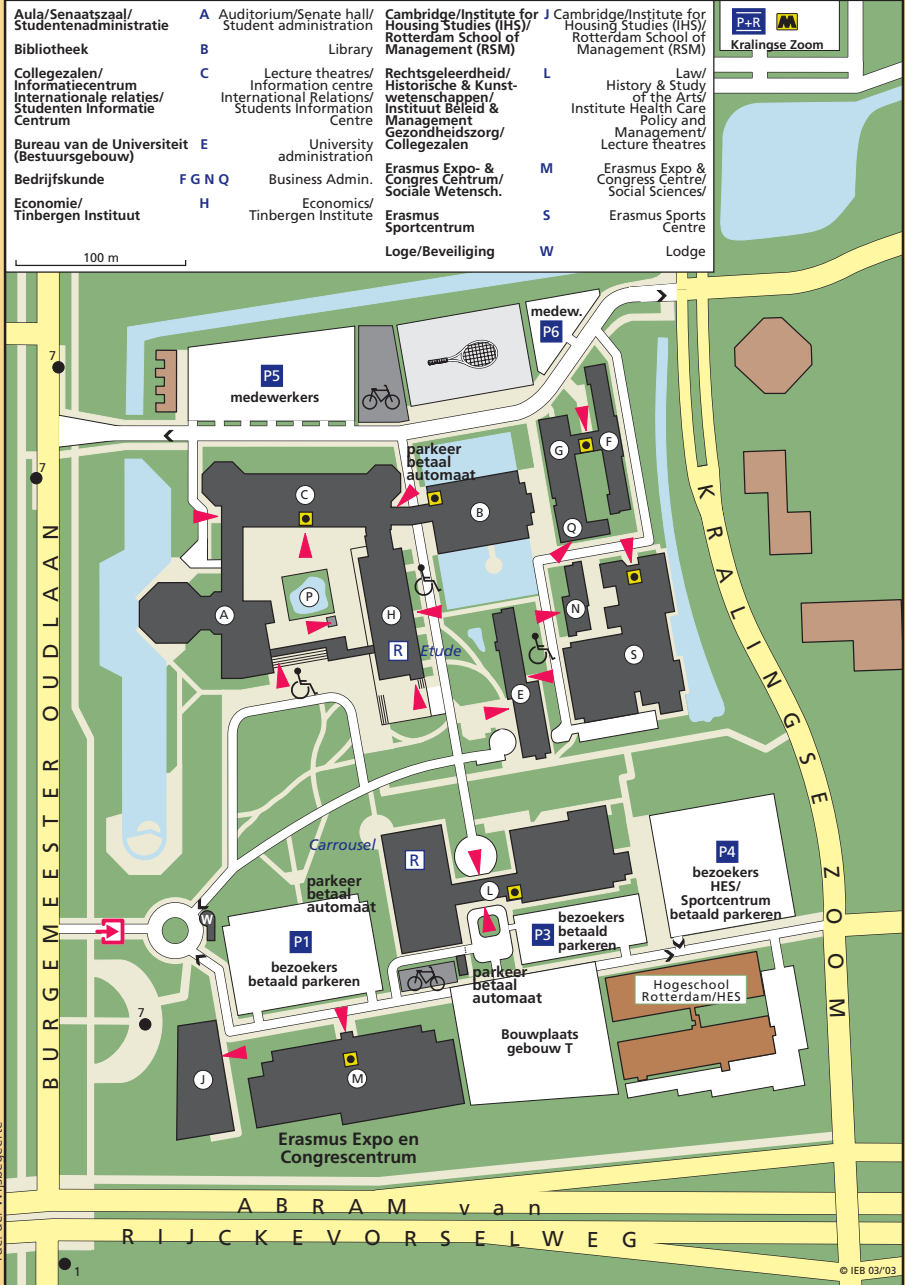 Aula/Senaatszaal/
Studentenadministratie
A
Auditorium/Senate hall/
Student administration
Bibliotheek
B
Library
Collegezalen/
Informatiecentrum
Internationale relaties/
Studenten Informatie
Centrum
C
Lecture theatres/
Information centre
International Relations/
Students Information
Centre
Bureau van de Universiteit
(Bestuursgebouw)
E
University
administration
Bedrijfskunde
F G N Q
Business Admin.
Economie/
Tinbergen Instituut
H
Economics/
Tinbergen Institute
100 m
Cambridge/Institute for
Housing Studies (IHS)/
Rotterdam School of
Management (RSM)
J
Cambridge/Institute for
Housing Studies (IHS)/
Rotterdam School of
Management (RSM)
Rechtsgeleerdheid/
Historische & Kunst-
wetenschappen/
Instituut Beleid &
Management
Gezondheidszorg/
Collegezalen
L
Law/
History & Study
of the Arts/
Institute Health Care
Policy and
Management/
Lecture theatres
Erasmus Expo- &
Congres Centrum/
Sociale Wetensch.
M
Erasmus Expo &
Congress Centre/
Social Sciences/
Erasmus
Sportcentrum
S
Erasmus Sports
Centre
Loge/Beveiliging
W
Lodge
P+R
M
Kralingse Zoom
medew.
P6
7
P5
medewerkers
parkeer
betaal
automaat
7
G
F
C
B
Q
P
A
H
N
R
Etude
S
E
BURGEMEESTER OUDLAAN
KRALINGSE ZOOM
Carrousel
R
P4
bezoekers
HES/
Sportcentrum
betaald parkeren
parkeer
betaal
automaat
L
W
P1
bezoekers
betaald parkeren
P3
bezoekers
betaald
parkeren
parkeer
betaal
automaat
Hogeschool
Rotterdam/HES
7
Bouwplaats
gebouw T
J
M
Erasmus Expo en
Congrescentrum
ABRAM van
RIJCKEVORSELWEG
1
© IEB 03/'03